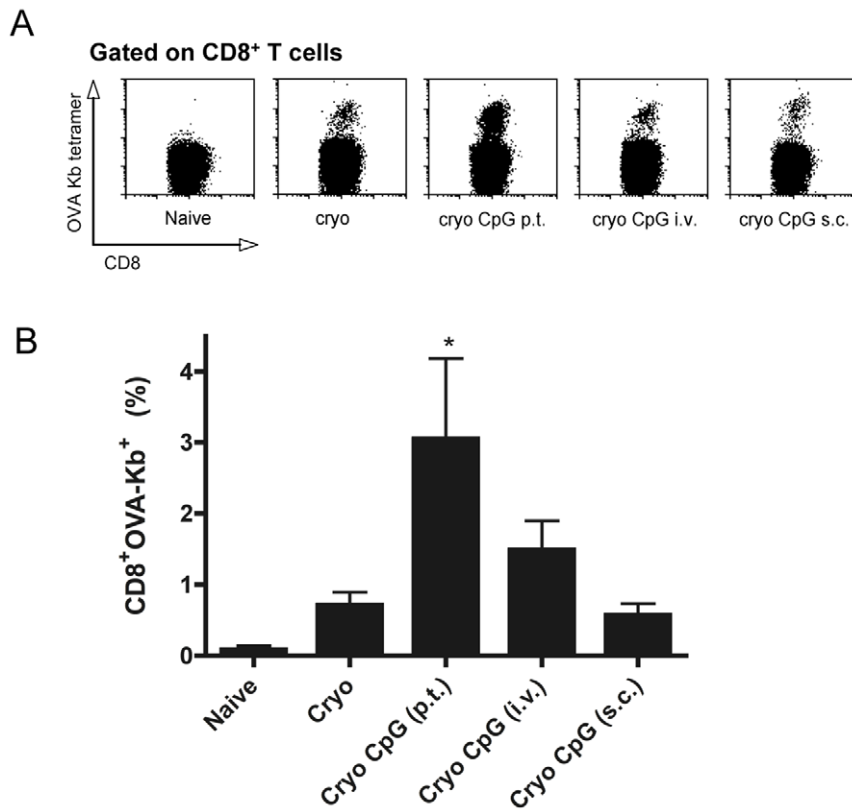 A
Gated on CD8⁺ T cells
OVA Kb tetramer
Naive
cryo
cryo CpG p.t.
cryo CpG i.v.
cryo CpG s.c.
CD8
B
*
CD8⁺OVA-Kb⁺ (%)
4
3
2
1
0
Naive
Cryo
Cryo CpG (p.t.)
Cryo CpG (i.v.)
Cryo CpG (s.c.)